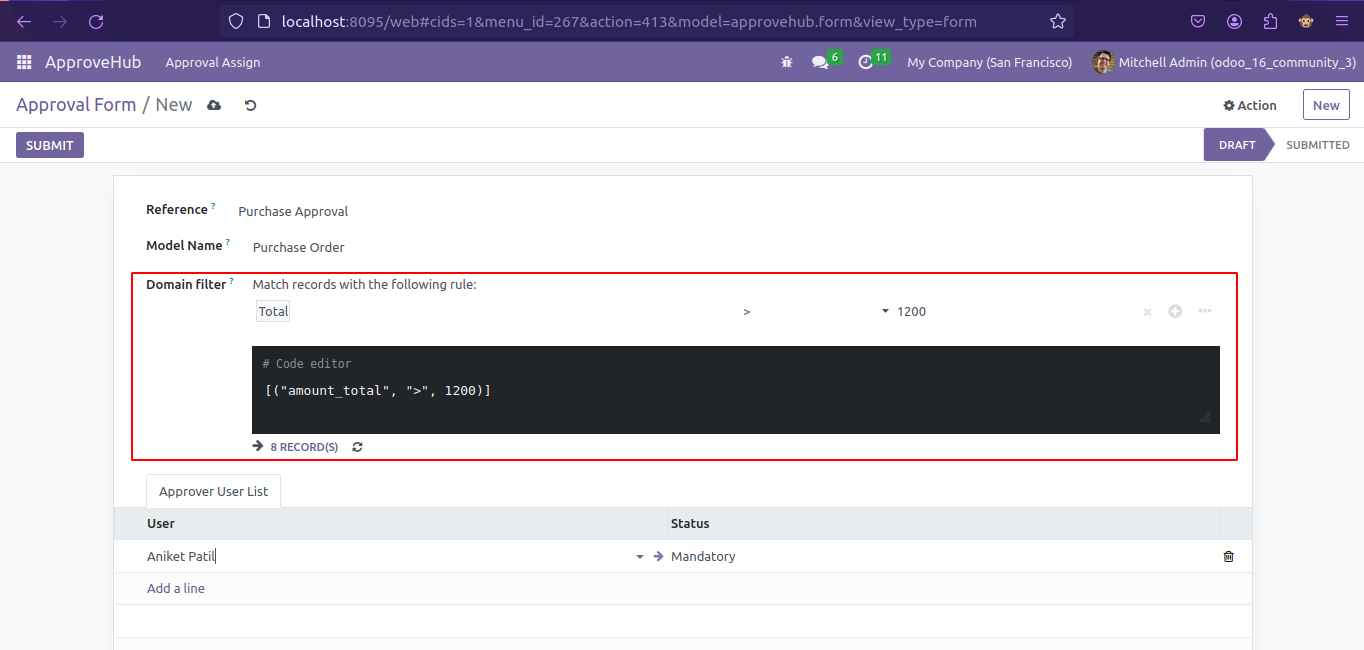 localhost:8095/web#cids=1&menu_id=267&action=413&model=approvehub.form&view_type=form
ApproveHub Approval Assign 6 11 My Company (San Francisco) Mitchell Admin (odoo_16_community_3)
Approval Form / New Action New
SUBMIT DRAFT SUBMITTED
Reference ? Purchase Approval
Model Name ? Purchase Order
Domain filter ? Match records with the following rule:
Total > 1200
# Code editor
[("amount_total", ">", 1200)]
8 RECORD(S)
Approver User List
User Status
Aniket Patil Mandatory
Add a line